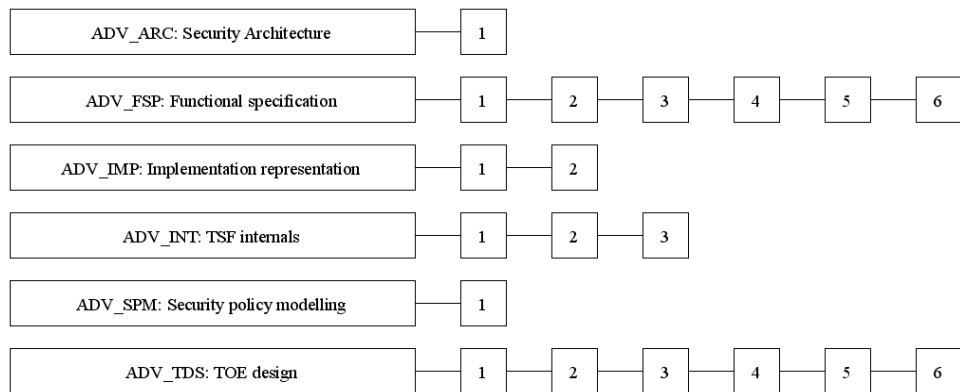 ADV_ARC: Security Architecture 1
ADV_FSP: Functional specification 1 2 3 4 5 6
ADV_IMP: Implementation representation 1 2
ADV_INT: TSF internals 1 2 3
ADV_SPM: Security policy modelling 1
ADV_TDS: TOE design 1 2 3 4 5 6